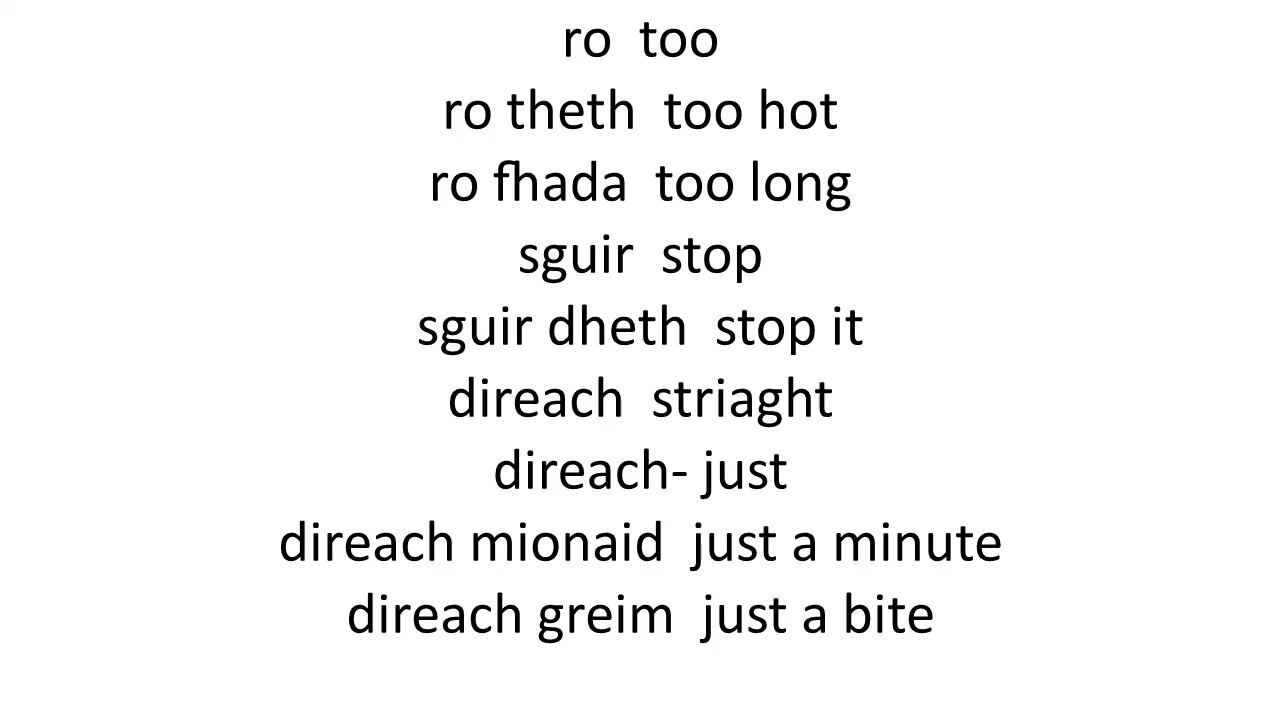 ro  too
ro theth  too hot
ro fhada  too long
sguir  stop
sguir dheth  stop it
direach  striaght
direach- just
direach mionaid  just a minute
direach greim  just a bite